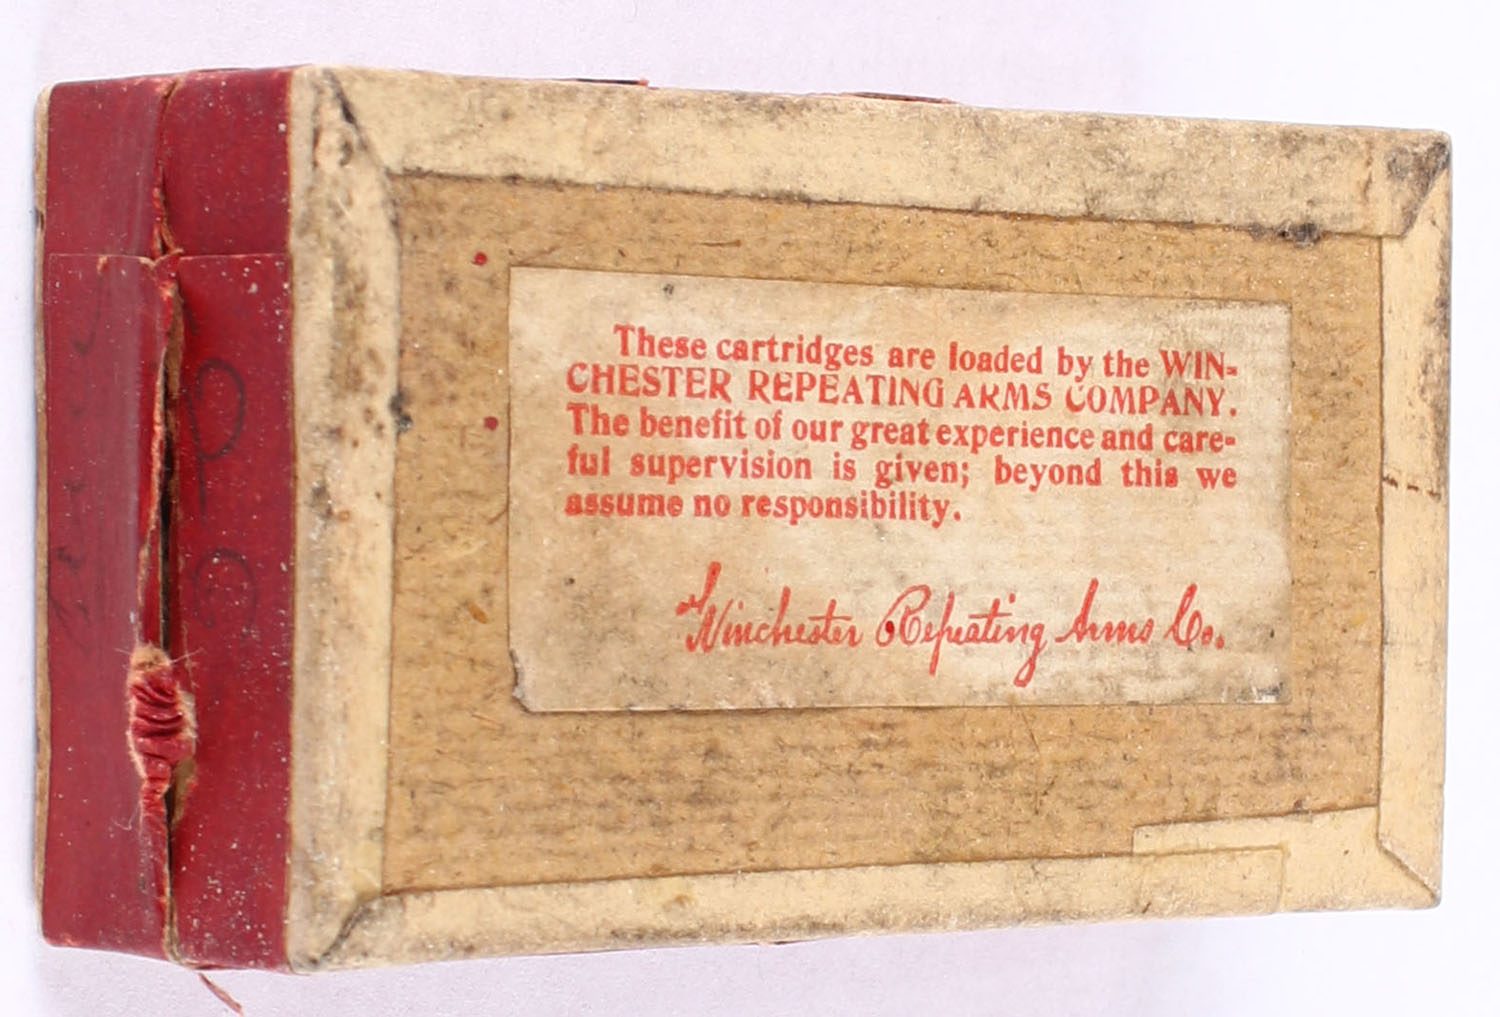 These cartridges are loaded by the WIN-
CHESTER REPEATING ARMS COMPANY.
The benefit of our great experience and care-
ful supervision is given; beyond this we
assume no responsibility.
Winchester Repeating Arms Co.